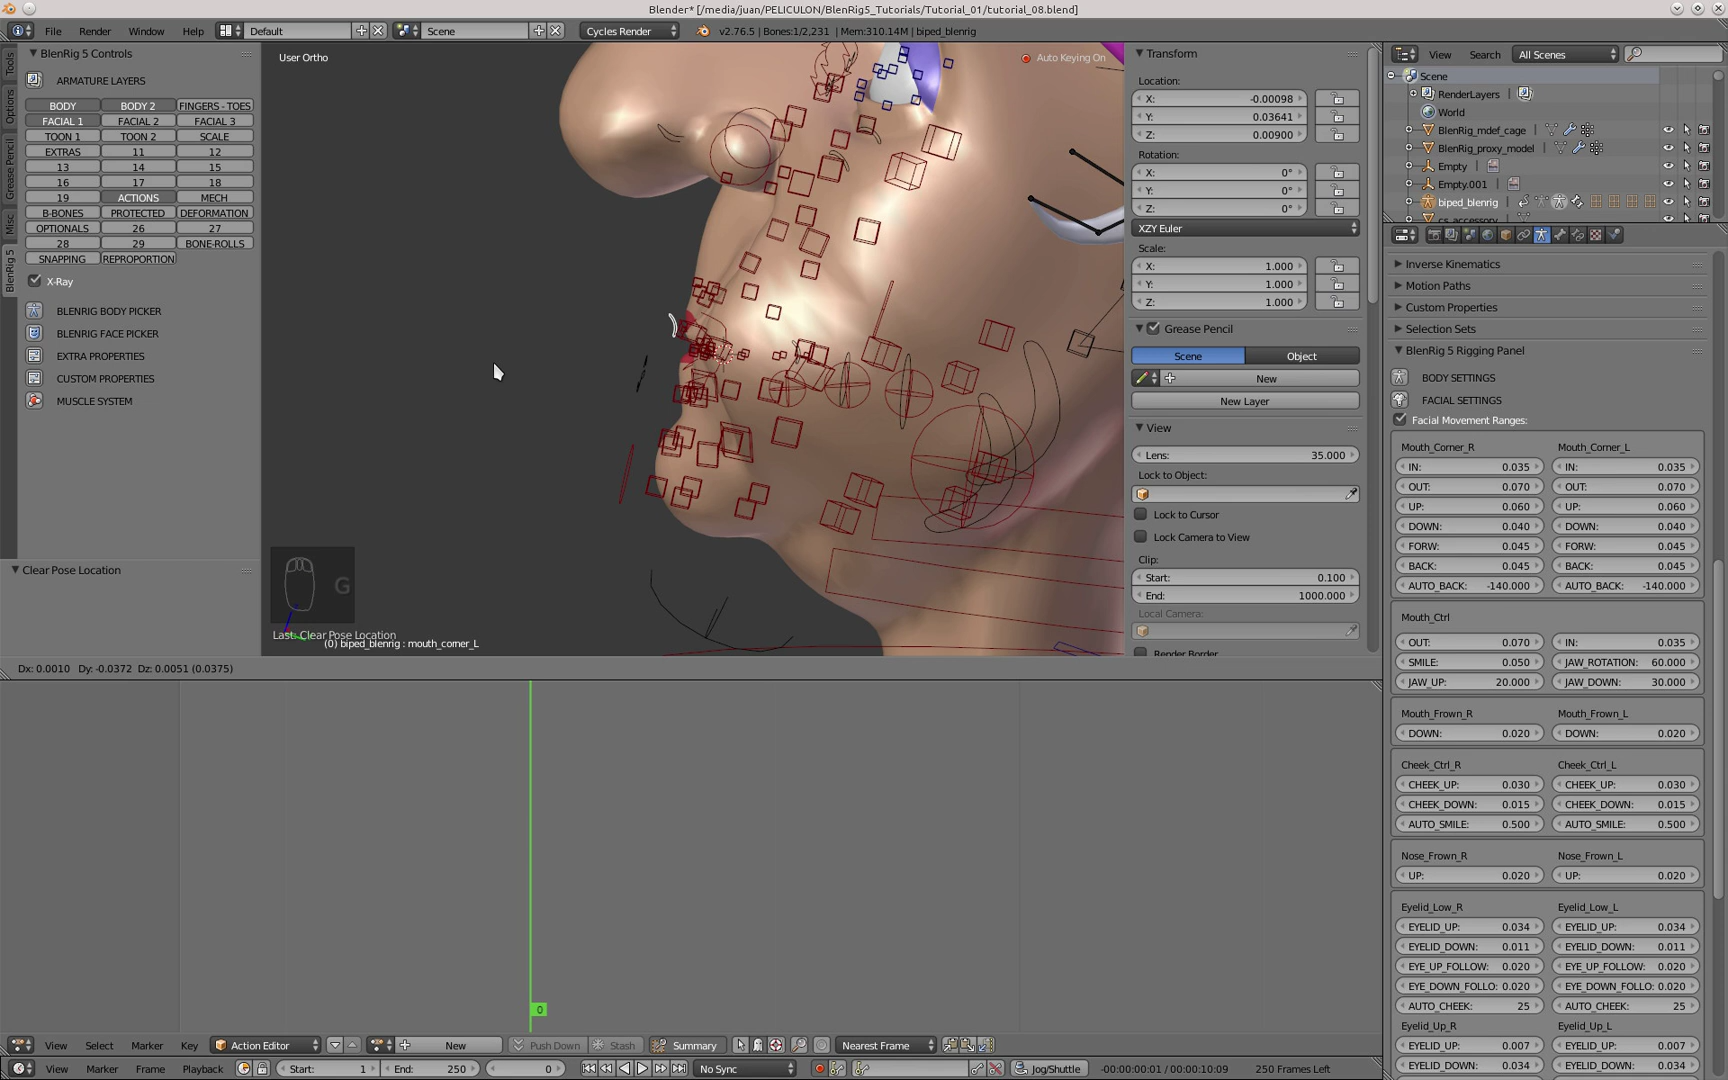 Blender* [/media/juan/PELICULON/BlenRig5_Tutorials/Tutorial_01/tutorial_08.blend]
File Render Window Help Default Scene Cycles Render v2.76.5 | Bones:1/2,231 | Mem:310.14M | biped_blenrig
Tools
Options
Grease Pencil
Misc
BlenRig 5
BlenRig 5 Controls
ARMATURE LAYERS
BODY BODY 2 FINGERS - TOES
FACIAL 1 FACIAL 2 FACIAL 3
TOON 1 TOON 2 SCALE
EXTRAS 11 12
13 14 15
16 17 18
19 ACTIONS MECH
B-BONES PROTECTED DEFORMATION
OPTIONALS 26 27
28 29 BONE-ROLLS
SNAPPING REPROPORTION
X-Ray
BLENRIG BODY PICKER
BLENRIG FACE PICKER
EXTRA PROPERTIES
CUSTOM PROPERTIES
MUSCLE SYSTEM
Clear Pose Location
User Ortho
Auto Keying On
G
Last: Clear Pose Location
(0) biped_blenrig : mouth_corner_L
Dx: 0.0010 Dy: -0.0372 Dz: 0.0051 (0.0375)
Transform
Location:
X: -0.00098
Y: 0.03641
Z: 0.00900
Rotation:
X: 0°
Y: 0°
Z: 0°
XZY Euler
Scale:
X: 1.000
Y: 1.000
Z: 1.000
Grease Pencil
Scene Object
New
New Layer
View
Lens: 35.000
Lock to Object:
Lock to Cursor
Lock Camera to View
Clip:
Start: 0.100
End: 1000.000
Local Camera:
Render Border
View Search All Scenes
Scene
RenderLayers
World
BlenRig_mdef_cage
BlenRig_proxy_model
Empty
Empty.001
biped_blenrig
cs_accessory
Inverse Kinematics
Motion Paths
Custom Properties
Selection Sets
BlenRig 5 Rigging Panel
BODY SETTINGS
FACIAL SETTINGS
Facial Movement Ranges:
Mouth_Corner_R Mouth_Corner_L
IN: 0.035 IN: 0.035
OUT: 0.070 OUT: 0.070
UP: 0.060 UP: 0.060
DOWN: 0.040 DOWN: 0.040
FORW: 0.045 FORW: 0.045
BACK: 0.045 BACK: 0.045
AUTO_BACK: -140.000 AUTO_BACK: -140.000
Mouth_Ctrl
OUT: 0.070 IN: 0.035
SMILE: 0.050 JAW_ROTATION: 60.000
JAW_UP: 20.000 JAW_DOWN: 30.000
Mouth_Frown_R Mouth_Frown_L
DOWN: 0.020 DOWN: 0.020
Cheek_Ctrl_R Cheek_Ctrl_L
CHEEK_UP: 0.030 CHEEK_UP: 0.030
CHEEK_DOWN: 0.015 CHEEK_DOWN: 0.015
AUTO_SMILE: 0.500 AUTO_SMILE: 0.500
Nose_Frown_R Nose_Frown_L
UP: 0.020 UP: 0.020
Eyelid_Low_R Eyelid_Low_L
EYELID_UP: 0.034 EYELID_UP: 0.034
EYELID_DOWN: 0.011 EYELID_DOWN: 0.011
EYE_UP_FOLLOW: 0.020 EYE_UP_FOLLOW: 0.020
EYE_DOWN_FOLLO: 0.020 EYE_DOWN_FOLLO: 0.020
AUTO_CHEEK: 25 AUTO_CHEEK: 25
Eyelid_Up_R Eyelid_Up_L
EYELID_UP: 0.007 EYELID_UP: 0.007
EYELID_DOWN: 0.034 EYELID_DOWN: 0.034
0
View Select Marker Key Action Editor New Push Down Stash Summary Nearest Frame
View Marker Frame Playback Start: 1 End: 250 0 No Sync Jog/Shuttle -00:00:00:01 / 00:00:10:09 250 Frames Left